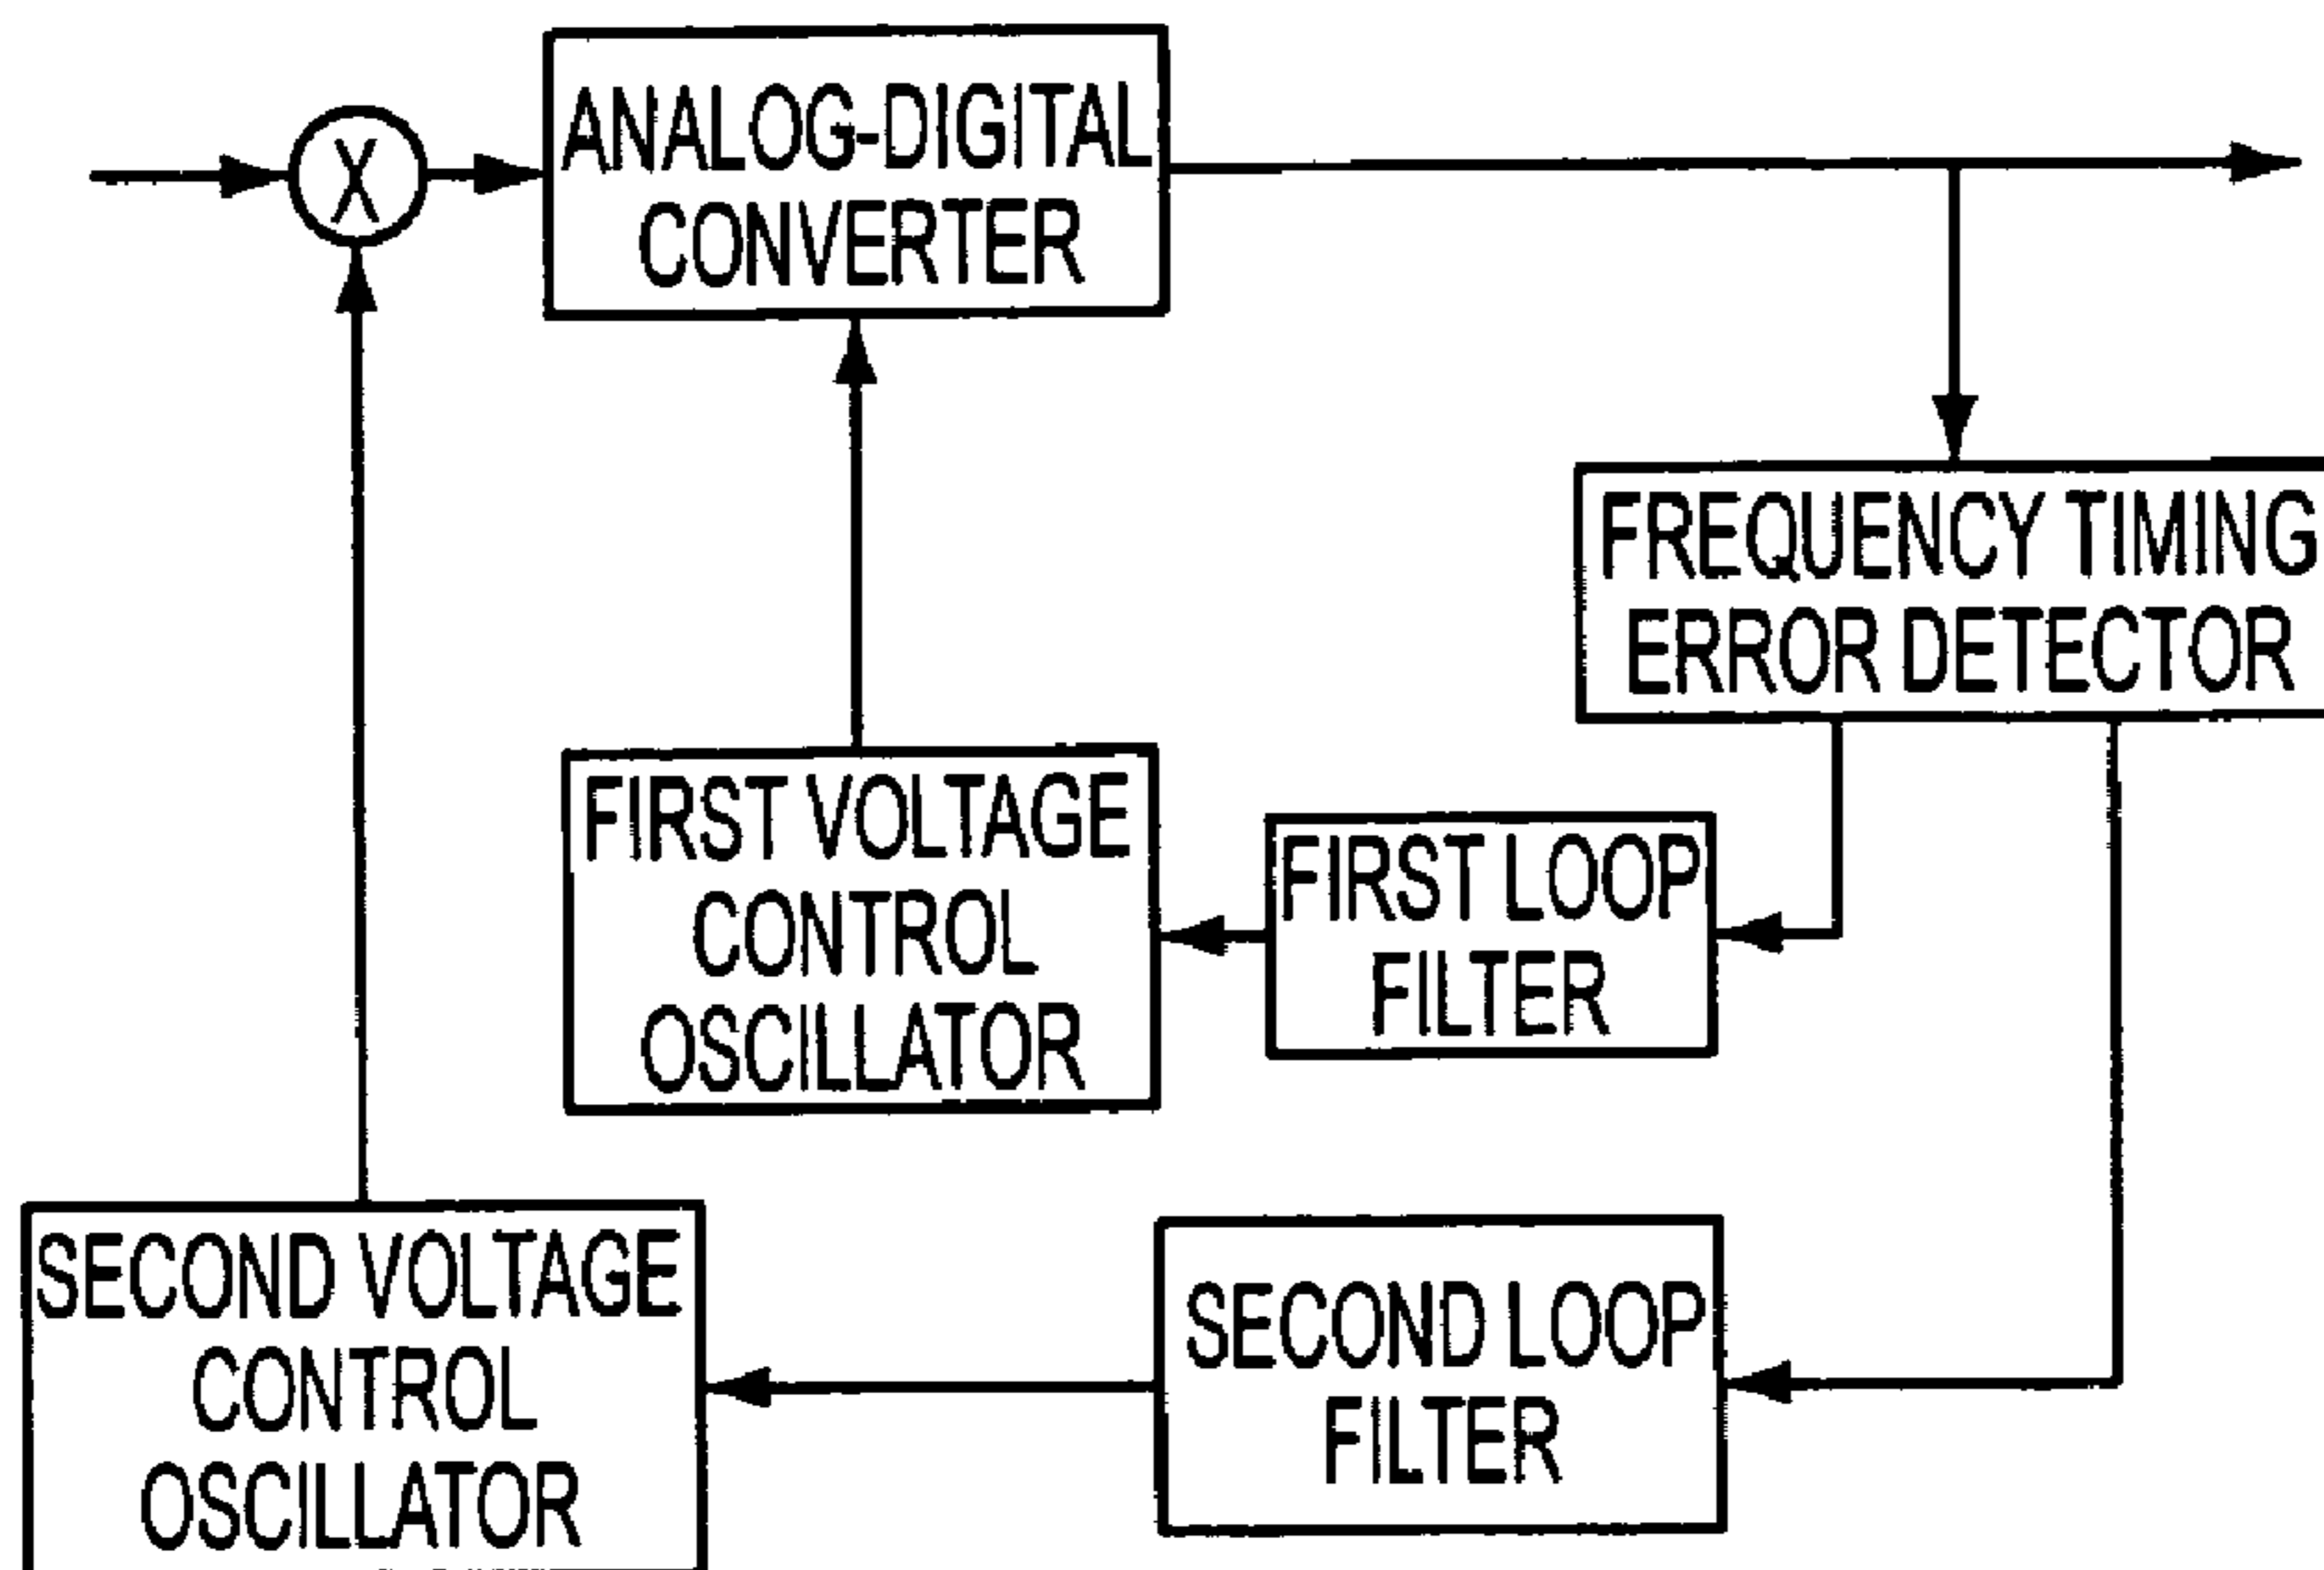 X
ANALOG-DIGITAL
CONVERTER
FREQUENCY TIMING
ERROR DETECTOR
FIRST VOLTAGE
CONTROL
OSCILLATOR
FIRST LOOP
FILTER
SECOND VOLTAGE
CONTROL
OSCILLATOR
SECOND LOOP
FILTER